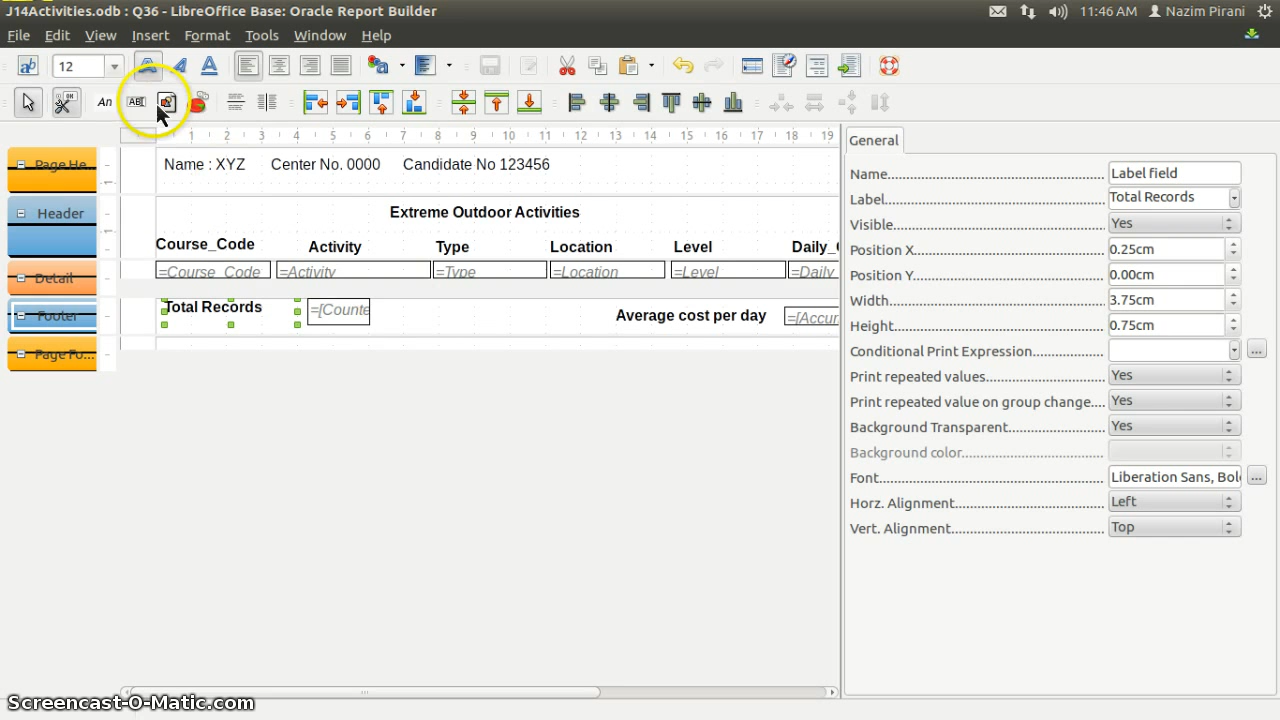 J14Activities.odb : Q36 - LibreOffice Base: Oracle Report Builder
11:46 AM Nazim Pirani
File Edit View Insert Format Tools Window Help
12
1 2 3 4 5 6 7 8 9 10 11 12 13 14 15 16 17 18 19
Page He...
Name : XYZ Center No. 0000 Candidate No 123456
Header
Extreme Outdoor Activities
Course_Code Activity Type Location Level Daily_
Detail
=Course_Code =Activity =Type =Location =Level =Daily
Footer
Total Records =[Counte Average cost per day =[Accur
Page Fo...
General
Name Label field
Label Total Records
Visible Yes
Position X 0.25cm
Position Y 0.00cm
Width 3.75cm
Height 0.75cm
Conditional Print Expression ...
Print repeated values Yes
Print repeated value on group change Yes
Background Transparent Yes
Background color
Font Liberation Sans, Bol ...
Horz. Alignment Left
Vert. Alignment Top
Screencast-O-Matic.com